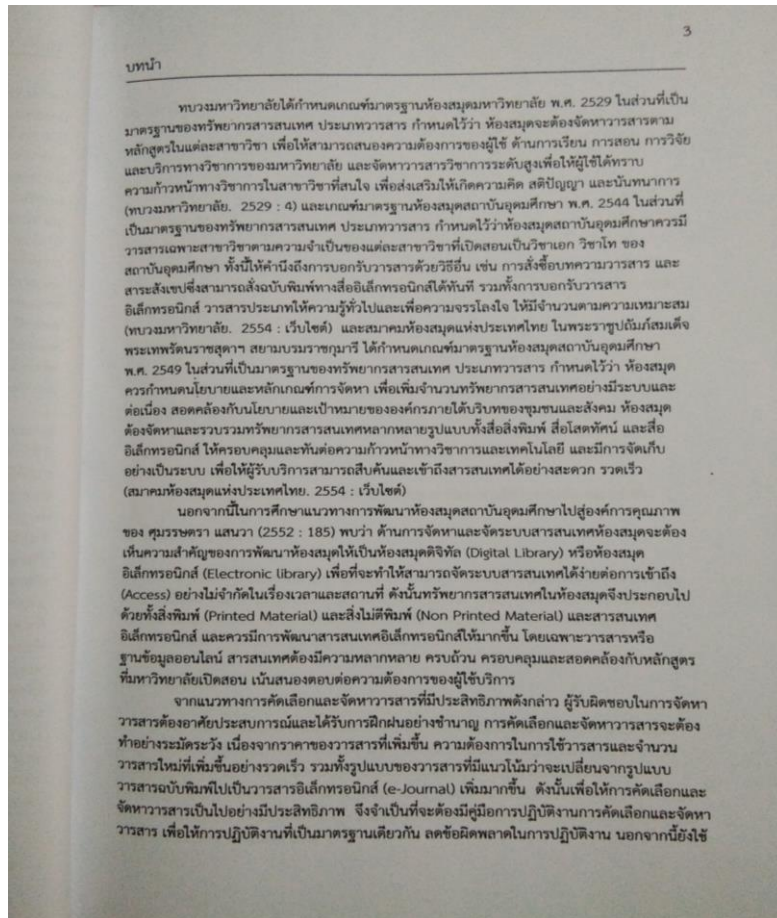 3
บทนำ
ทบวงมหาวิทยาลัยได้กำหนดเกณฑ์มาตรฐานห้องสมุดมหาวิทยาลัย พ.ศ. 2529 ในส่วนที่เป็น
มาตรฐานของทรัพยากรสารสนเทศ ประเภทวารสาร กำหนดไว้ว่า ห้องสมุดจะต้องจัดหาวารสารตาม
หลักสูตรในแต่ละสาขาวิชา เพื่อให้สามารถสนองความต้องการของผู้ใช้ ด้านการเรียน การสอน การวิจัย
และบริการทางวิชาการของมหาวิทยาลัย และจัดหาวารสารวิชาการระดับสูงเพื่อให้ผู้ใช้ได้ทราบ
ความก้าวหน้าทางวิชาการในสาขาวิชาที่สนใจ เพื่อส่งเสริมให้เกิดความคิด สติปัญญา และนันทนาการ
(ทบวงมหาวิทยาลัย. 2529 : 4) และเกณฑ์มาตรฐานห้องสมุดสถาบันอุดมศึกษา พ.ศ. 2544 ในส่วนที่
เป็นมาตรฐานของทรัพยากรสารสนเทศ ประเภทวารสาร กำหนดไว้ว่าห้องสมุดสถาบันอุดมศึกษาควรมี
วารสารเฉพาะสาขาวิชาตามความจำเป็นของแต่ละสาขาวิชาที่เปิดสอนเป็นวิชาเอก วิชาโท ของ
สถาบันอุดมศึกษา ทั้งนี้ให้คำนึงถึงการบอกรับวารสารด้วยวิธีอื่น เช่น การสั่งซื้อบทความวารสาร และ
สาระสังเขปซึ่งสามารถสั่งฉบับพิมพ์ทางสื่ออิเล็กทรอนิกส์ได้ทันที รวมทั้งการบอกรับวารสาร
อิเล็กทรอนิกส์ วารสารประเภทให้ความรู้ทั่วไปและเพื่อความจรรโลงใจ ให้มีจำนวนตามความเหมาะสม
(ทบวงมหาวิทยาลัย. 2554 : เว็บไซต์) และสมาคมห้องสมุดแห่งประเทศไทย ในพระราชูปถัมภ์สมเด็จ
พระเทพรัตนราชสุดาฯ สยามบรมราชกุมารี ได้กำหนดเกณฑ์มาตรฐานห้องสมุดสถาบันอุดมศึกษา
พ.ศ. 2549 ในส่วนที่เป็นมาตรฐานของทรัพยากรสารสนเทศ ประเภทวารสาร กำหนดไว้ว่า ห้องสมุด
ควรกำหนดนโยบายและหลักเกณฑ์การจัดหา เพื่อเพิ่มจำนวนทรัพยากรสารสนเทศอย่างมีระบบและ
ต่อเนื่อง สอดคล้องกับนโยบายและเป้าหมายขององค์กรภายใต้บริบทของชุมชนและสังคม ห้องสมุด
ต้องจัดหาและรวบรวมทรัพยากรสารสนเทศหลากหลายรูปแบบทั้งสื่อสิ่งพิมพ์ สื่อโสตทัศน์ และสื่อ
อิเล็กทรอนิกส์ ให้ครอบคลุมและทันต่อความก้าวหน้าทางวิชาการและเทคโนโลยี และมีการจัดเก็บ
อย่างเป็นระบบ เพื่อให้ผู้รับบริการสามารถสืบค้นและเข้าถึงสารสนเทศได้อย่างสะดวก รวดเร็ว
(สมาคมห้องสมุดแห่งประเทศไทย. 2554 : เว็บไซต์)
นอกจากนี้ในการศึกษาแนวทางการพัฒนาห้องสมุดสถาบันอุดมศึกษาไปสู่องค์การคุณภาพ
ของ ศุมรรษตรา แสนวา (2552 : 185) พบว่า ด้านการจัดหาและจัดระบบสารสนเทศห้องสมุดจะต้อง
เห็นความสำคัญของการพัฒนาห้องสมุดให้เป็นห้องสมุดดิจิทัล (Digital Library) หรือห้องสมุด
อิเล็กทรอนิกส์ (Electronic library) เพื่อที่จะทำให้สามารถจัดระบบสารสนเทศได้ง่ายต่อการเข้าถึง
(Access) อย่างไม่จำกัดในเรื่องเวลาและสถานที่ ดังนั้นทรัพยากรสารสนเทศในห้องสมุดจึงประกอบไป
ด้วยทั้งสิ่งพิมพ์ (Printed Material) และสิ่งไม่ตีพิมพ์ (Non Printed Material) และสารสนเทศ
อิเล็กทรอนิกส์ และควรมีการพัฒนาสารสนเทศอิเล็กทรอนิกส์ให้มากขึ้น โดยเฉพาะวารสารหรือ
ฐานข้อมูลออนไลน์ สารสนเทศต้องมีความหลากหลาย ครบถ้วน ครอบคลุมและสอดคล้องกับหลักสูตร
ที่มหาวิทยาลัยเปิดสอน เน้นสนองตอบต่อความต้องการของผู้ใช้บริการ
จากแนวทางการคัดเลือกและจัดหาวารสารที่มีประสิทธิภาพดังกล่าว ผู้รับผิดชอบในการจัดหา
วารสารต้องอาศัยประสบการณ์และได้รับการฝึกฝนอย่างชำนาญ การคัดเลือกและจัดหาวารสารจะต้อง
ทำอย่างระมัดระวัง เนื่องจากราคาของวารสารที่เพิ่มขึ้น ความต้องการในการใช้วารสารและจำนวน
วารสารใหม่ที่เพิ่มขึ้นอย่างรวดเร็ว รวมทั้งรูปแบบของวารสารที่มีแนวโน้มว่าจะเปลี่ยนจากรูปแบบ
วารสารฉบับพิมพ์ไปเป็นวารสารอิเล็กทรอนิกส์ (e-Journal) เพิ่มมากขึ้น ดังนั้นเพื่อให้การคัดเลือกและ
จัดหาวารสารเป็นไปอย่างมีประสิทธิภาพ จึงจำเป็นที่จะต้องมีคู่มือการปฏิบัติงานการคัดเลือกและจัดหา
วารสาร เพื่อให้การปฏิบัติงานที่เป็นมาตรฐานเดียวกัน ลดข้อผิดพลาดในการปฏิบัติงาน นอกจากนี้ยังใช้